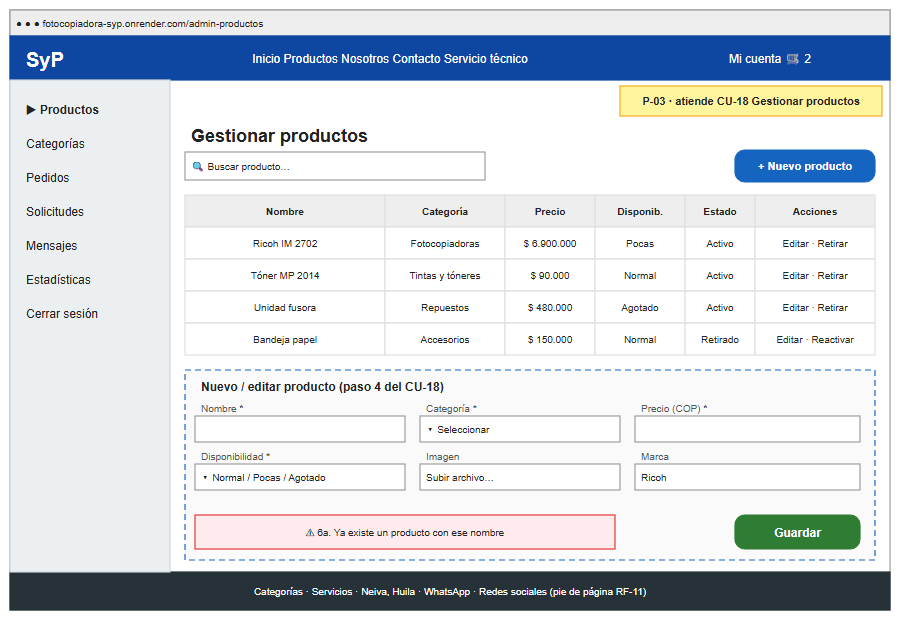 ● ● ● fotocopiadora-syp.onrender.com/admin-productos
SyP
Inicio Productos Nosotros Contacto Servicio técnico
Mi cuenta 🛒 2
▶ Productos
Categorías
Pedidos
Solicitudes
Mensajes
Estadísticas
Cerrar sesión
P-03 · atiende CU-18 Gestionar productos
Gestionar productos
🔍 Buscar producto...
+ Nuevo producto
Nombre Categoría Precio Disponib. Estado Acciones
Ricoh IM 2702 Fotocopiadoras $ 6.900.000 Pocas Activo Editar · Retirar
Tóner MP 2014 Tintas y tóneres $ 90.000 Normal Activo Editar · Retirar
Unidad fusora Repuestos $ 480.000 Agotado Activo Editar · Retirar
Bandeja papel Accesorios $ 150.000 Normal Retirado Editar · Reactivar
Nuevo / editar producto (paso 4 del CU-18)
Nombre * Categoría * Precio (COP) *
▾ Seleccionar
Disponibilidad * Imagen Marca
▾ Normal / Pocas / Agotado Subir archivo... Ricoh
⚠ 6a. Ya existe un producto con ese nombre
Guardar
Categorías · Servicios · Neiva, Huila · WhatsApp · Redes sociales (pie de página RF-11)